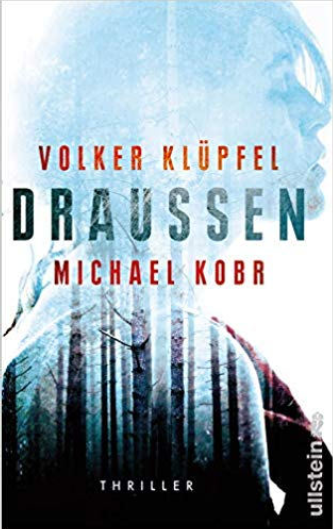 VOLKER KLÜPFEL
DRAUSSEN
MICHAEL KOBR
THRILLER
ullstein